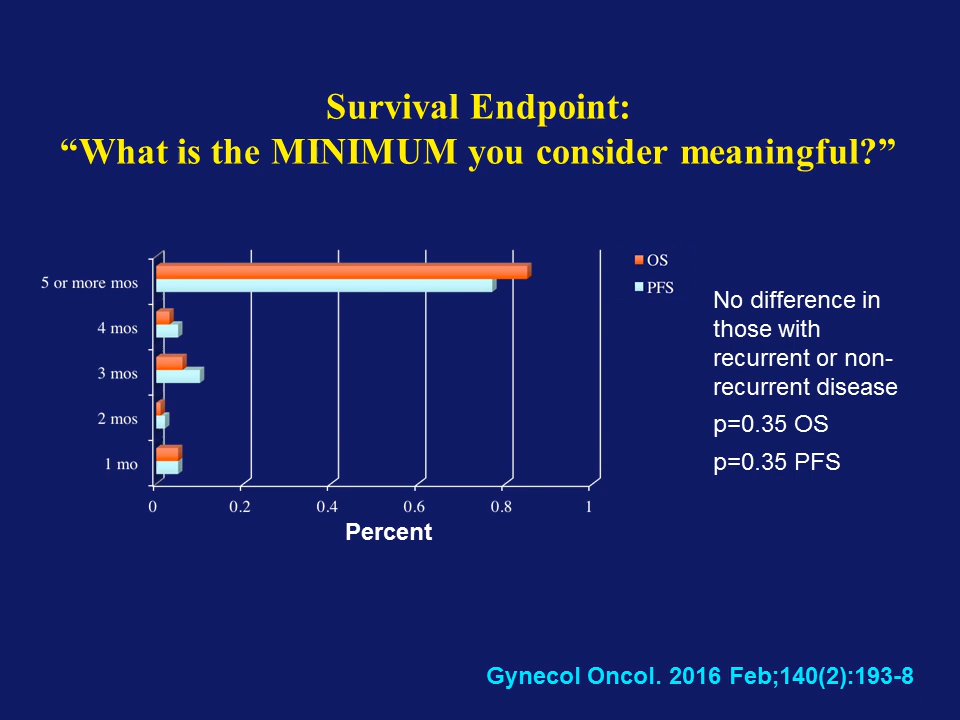 Survival Endpoint:
“What is the MINIMUM you consider meaningful?”
5 or more mos
4 mos
3 mos
2 mos
1 mo
0 0.2 0.4 0.6 0.8 1
Percent
OS
PFS
No difference in
those with
recurrent or non-
recurrent disease
p=0.35 OS
p=0.35 PFS
Gynecol Oncol. 2016 Feb;140(2):193-8